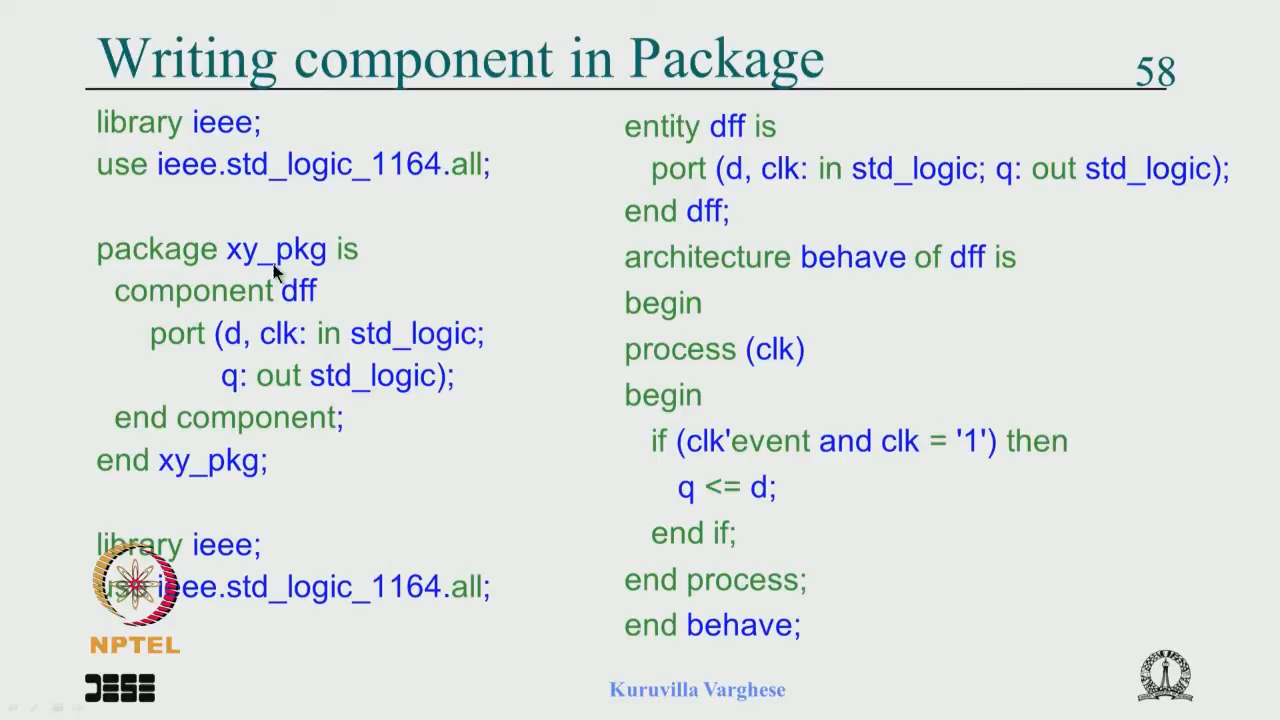 Writing component in Package
58
library ieee;
use ieee.std_logic_1164.all;
package xy_pkg is
component dff
port (d, clk: in std_logic;
q: out std_logic);
end component;
end xy_pkg;
library ieee;
use ieee.std_logic_1164.all;
entity dff is
port (d, clk: in std_logic; q: out std_logic);
end dff;
architecture behave of dff is
begin
process (clk)
begin
if (clk'event and clk = '1') then
q <= d;
end if;
end process;
end behave;
NPTEL
Kuruvilla Varghese